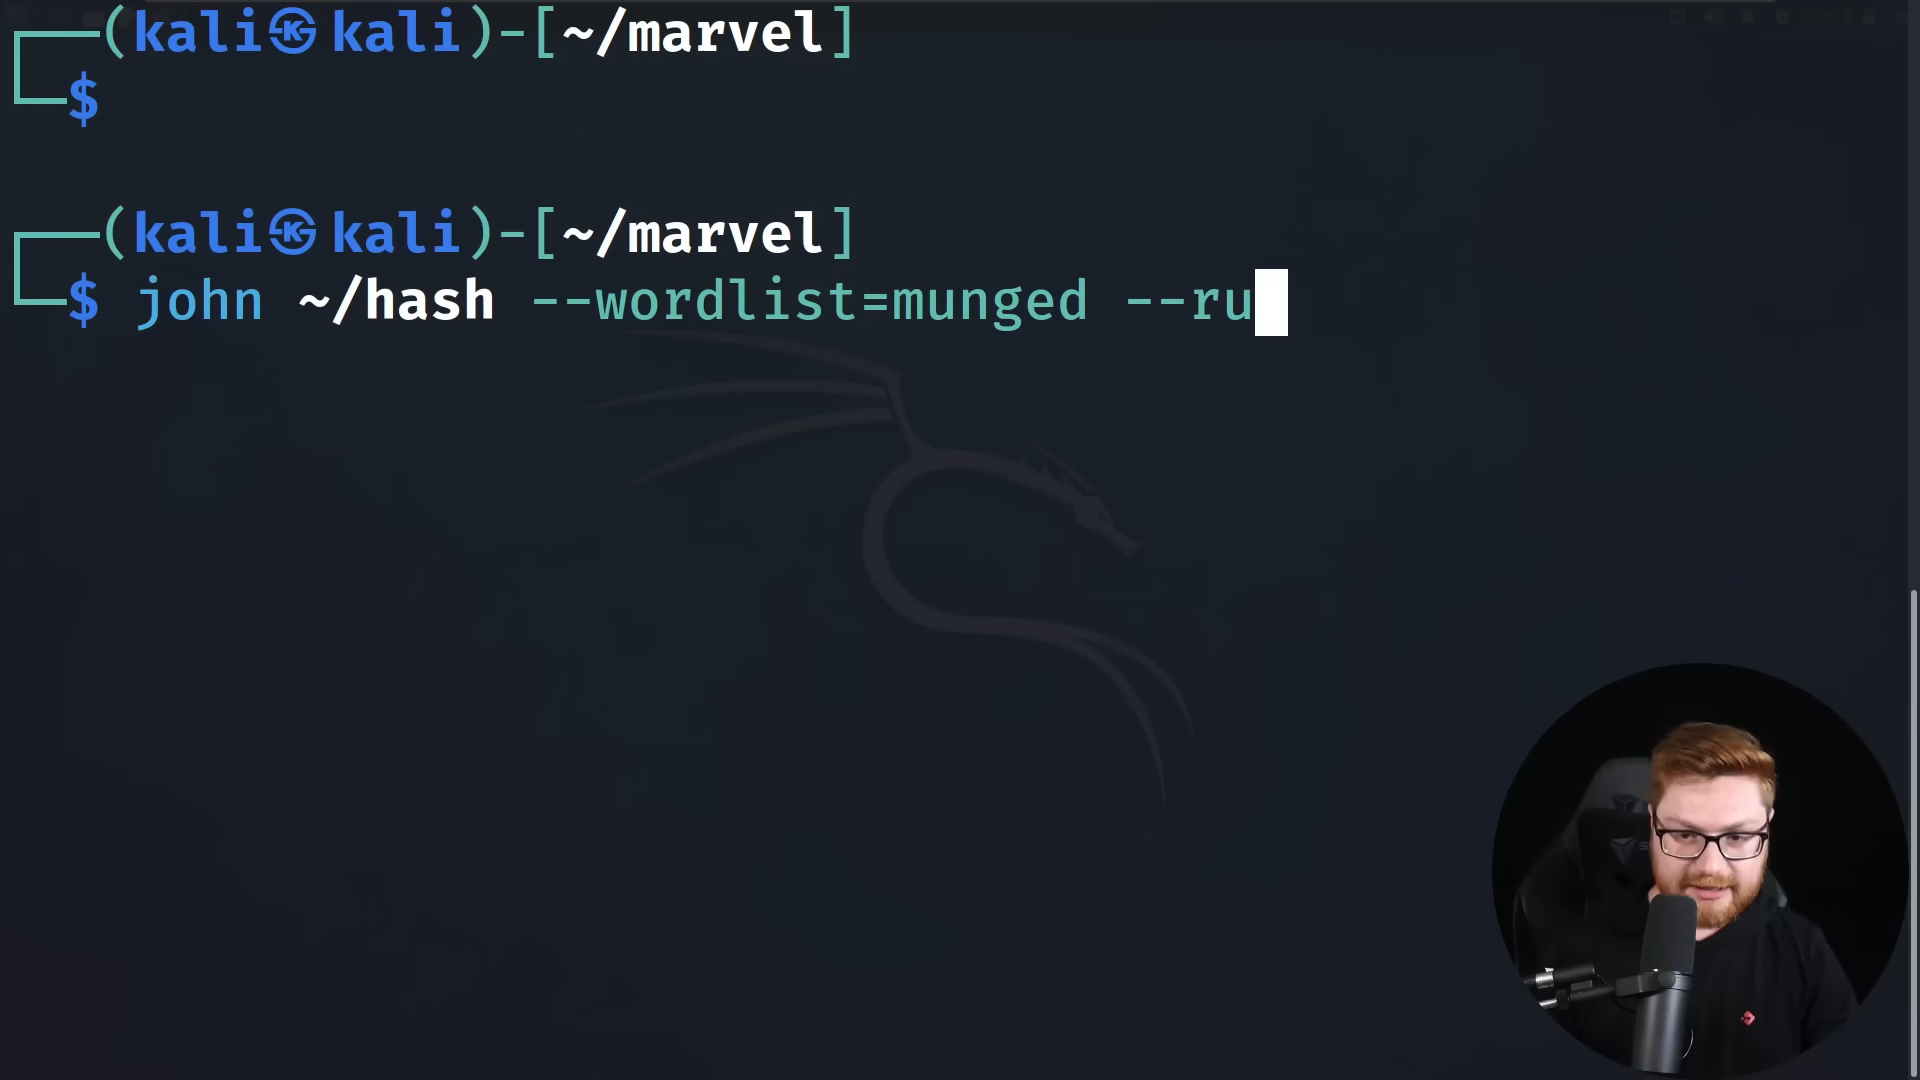 (kali㉿kali)-[~/marvel]
$
(kali㉿kali)-[~/marvel]
$ john ~/hash --wordlist=munged --ru